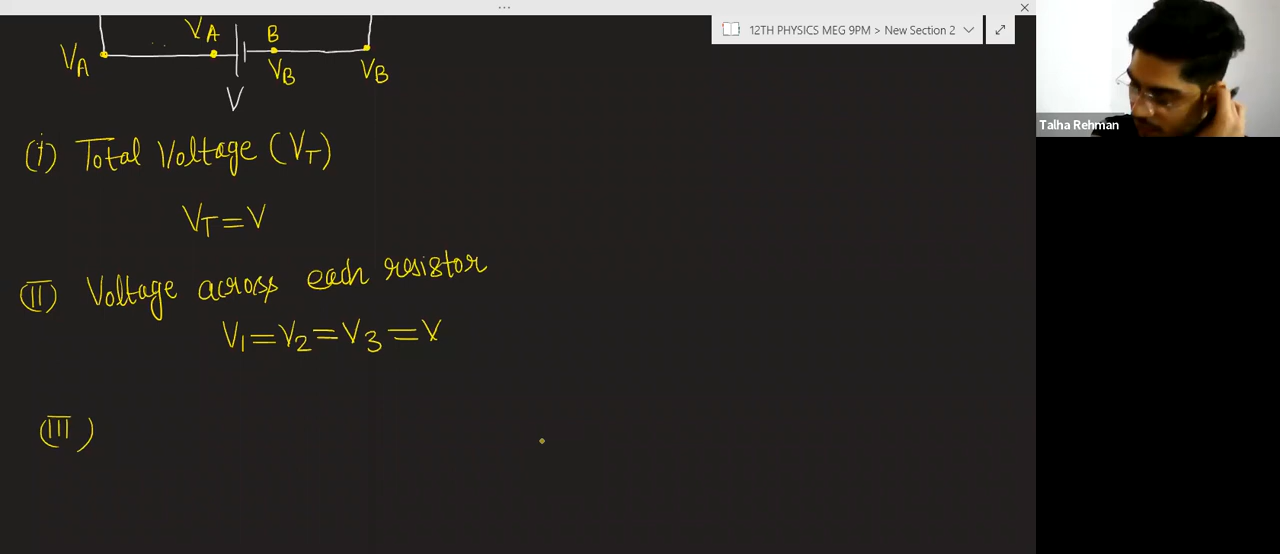 12TH PHYSICS MEG 9PM > New Section 2
VA B
VA VB VB
V
Talha Rehman
(i) Total Voltage (VT)
VT = V
(II) Voltage across each resistor
V1 = V2 = V3 = V
(III)